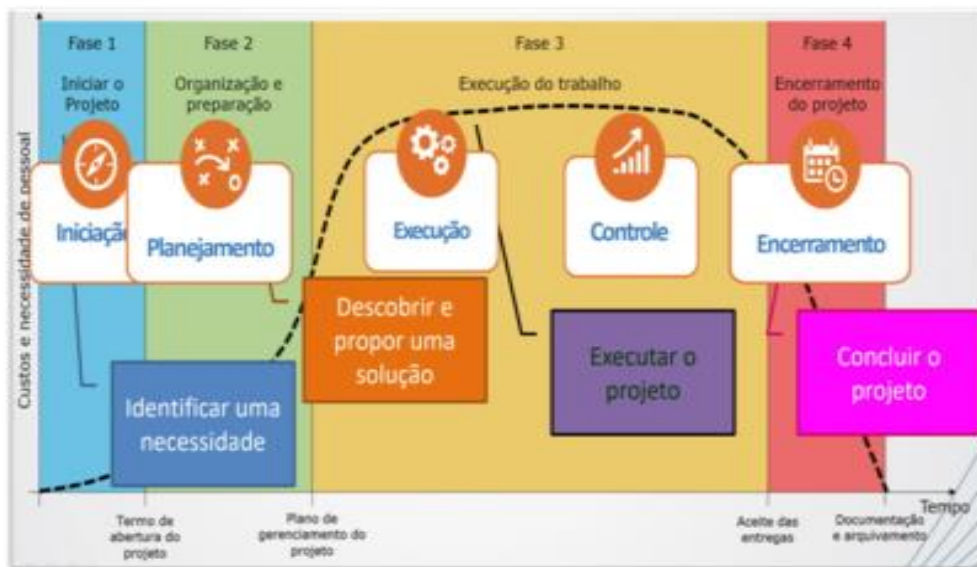 Fase 1
Iniciar o
Projeto
Fase 2
Organização e
preparação
Fase 3
Execução do trabalho
Fase 4
Encerramento
do projeto
Custos e necessidade de pessoal
Iniciação
Planejamento
Execução
Controle
Encerramento
Identificar uma
necessidade
Descobrir e
propor uma
solução
Executar o
projeto
Concluir o
projeto
Tempo
Termo de
abertura do
projeto
Plano de
gerenciamento do
projeto
Aceite das
entregas
Documentação
e arquivamento